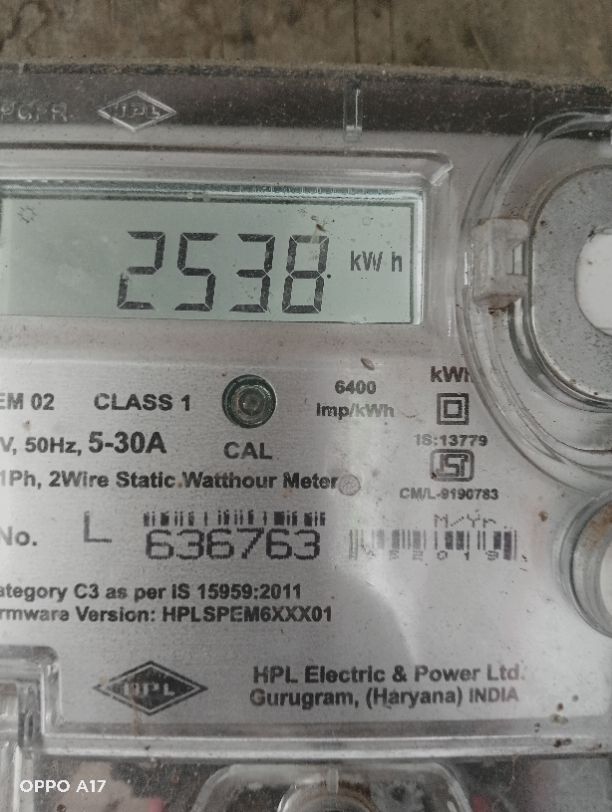 HPL
2538 kWh
EM 02 CLASS 1
6400
Imp/kWh
kWh
V, 50Hz, 5-30A
CAL
IS:13779
1Ph, 2Wire Static Watthour Meter
CM/L-9190783
No. L 636763
M/Yr
ategory C3 as per IS 15959:2011
rmware Version: HPLSPEM6XXX01
HPL
HPL Electric & Power Ltd.
Gurugram, (Haryana) INDIA
OPPO A17